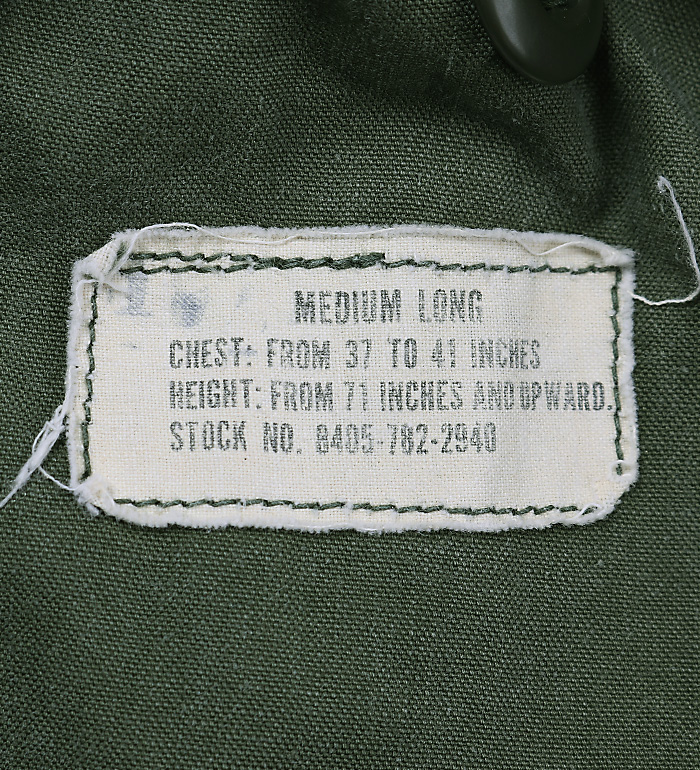 MEDIUM LONG
CHEST: FROM 37 TO 41 INCHES
HEIGHT: FROM 71 INCHES AND UPWARD.
STOCK NO. 8405-782-2940